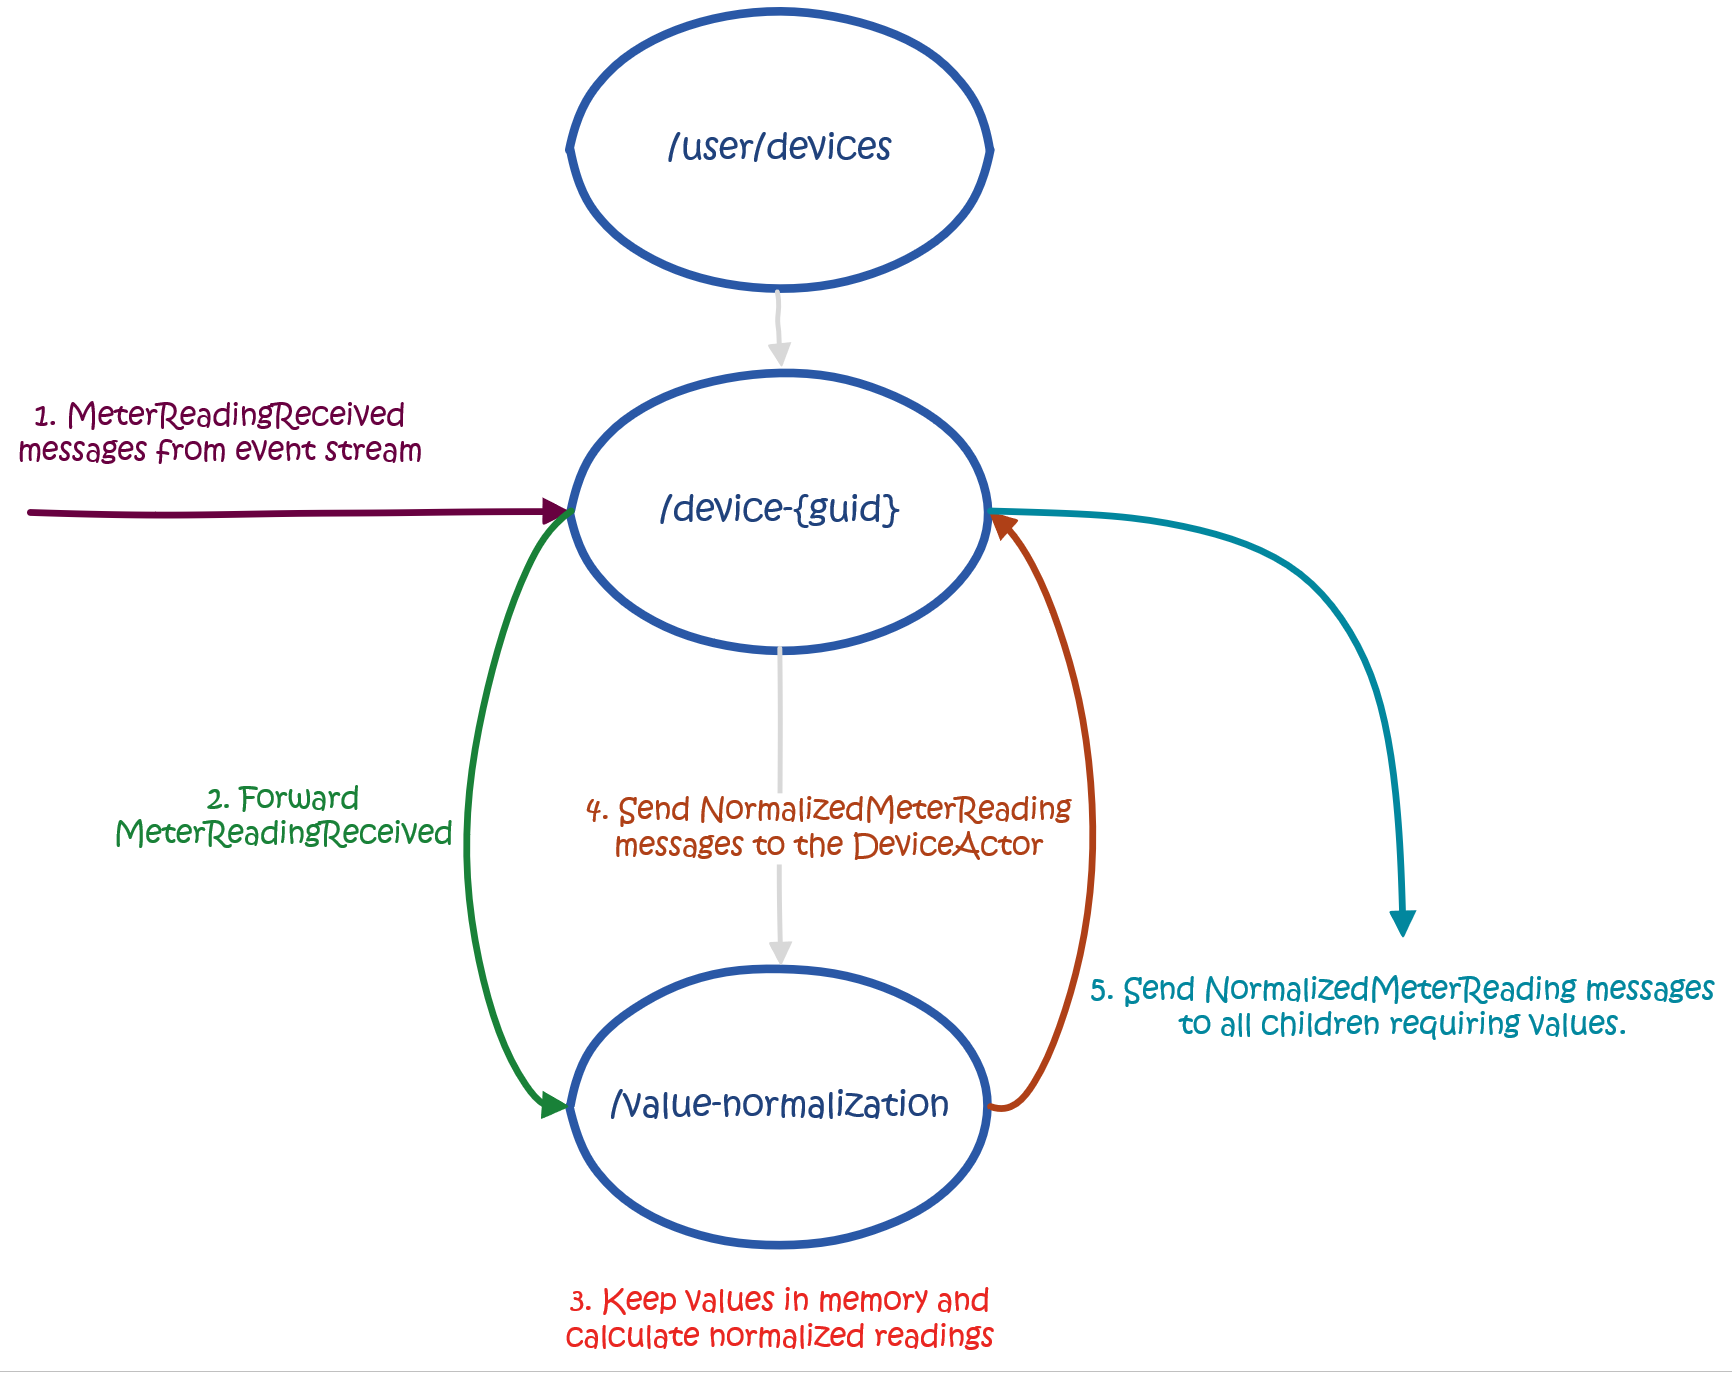 /user/devices
1. MeterReadingReceived
messages from event stream
/device-{guid}
2. Forward
MeterReadingReceived
4. Send NormalizedMeterReading
messages to the DeviceActor
5. Send NormalizedMeterReading messages
to all children requiring values.
/value-normalization
3. Keep values in memory and
calculate normalized readings